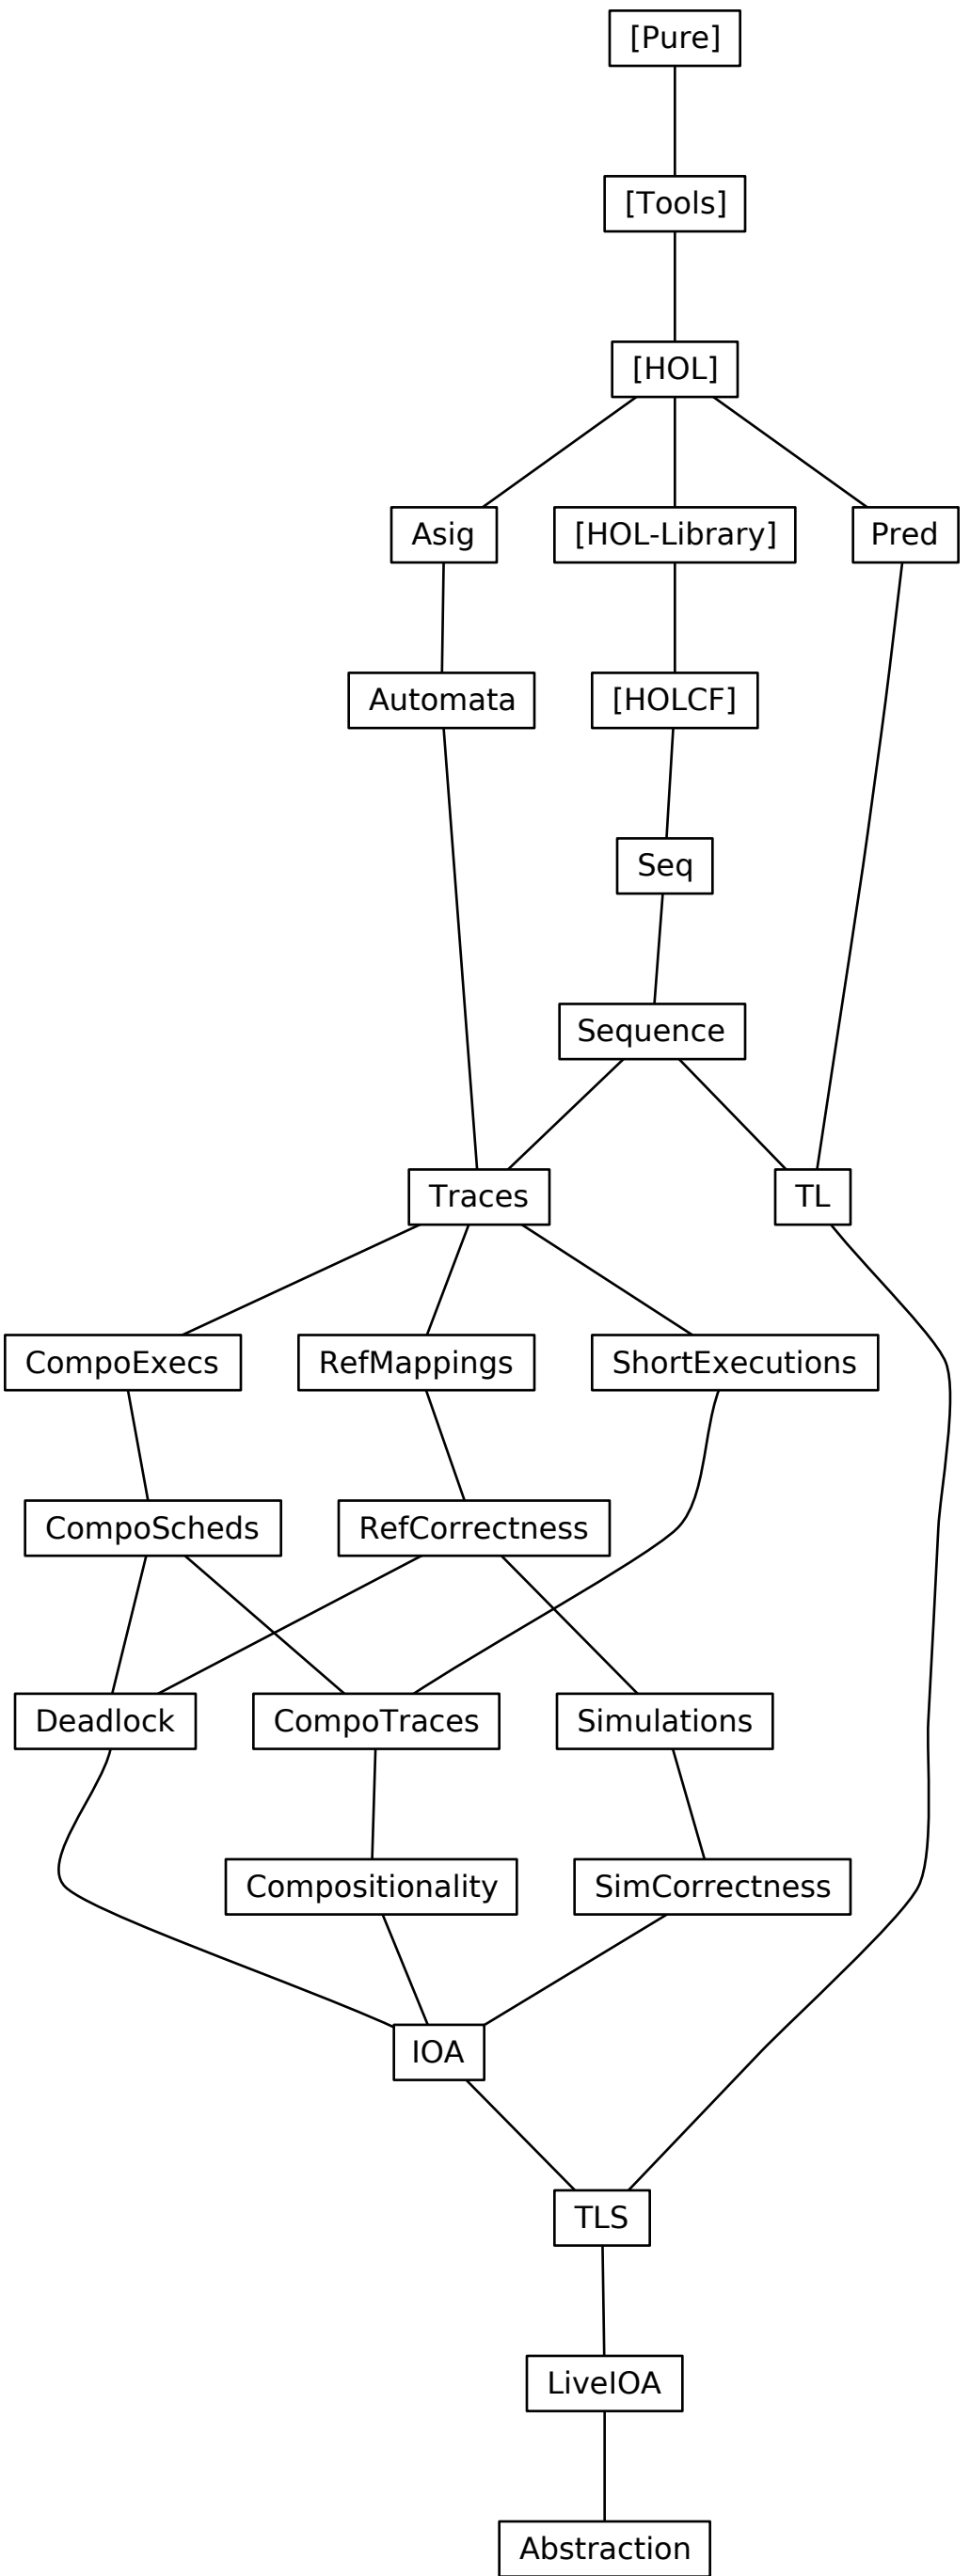 [Pure]
[Tools]
[HOL]
Asig
[HOL-Library]
Pred
Automata
[HOLCF]
Seq
Sequence
Traces
TL
CompoExecs
RefMappings
ShortExecutions
CompoScheds
RefCorrectness
Deadlock
CompoTraces
Simulations
Compositionality
SimCorrectness
IOA
TLS
LiveIOA
Abstraction